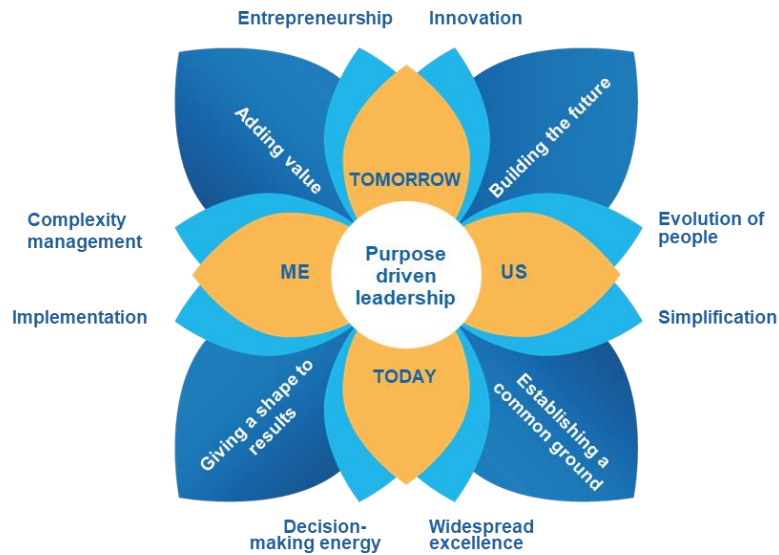 Entrepreneurship
Innovation
Adding value
Building the future
TOMORROW
Complexity
management
Evolution of
people
ME
Purpose
driven
leadership
US
Implementation
Simplification
TODAY
Giving a shape to
results
Establishing a
common ground
Decision-
making energy
Widespread
excellence